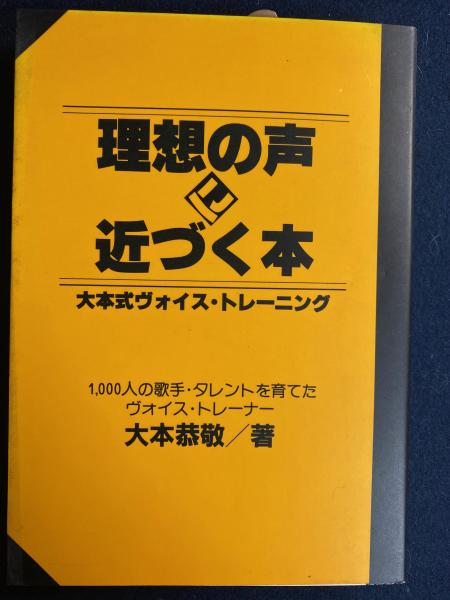 理想の声
に
近づく本
大本式ヴォイス・トレーニング
1,000人の歌手・タレントを育てた
ヴォイス・トレーナー
大本恭敬／著